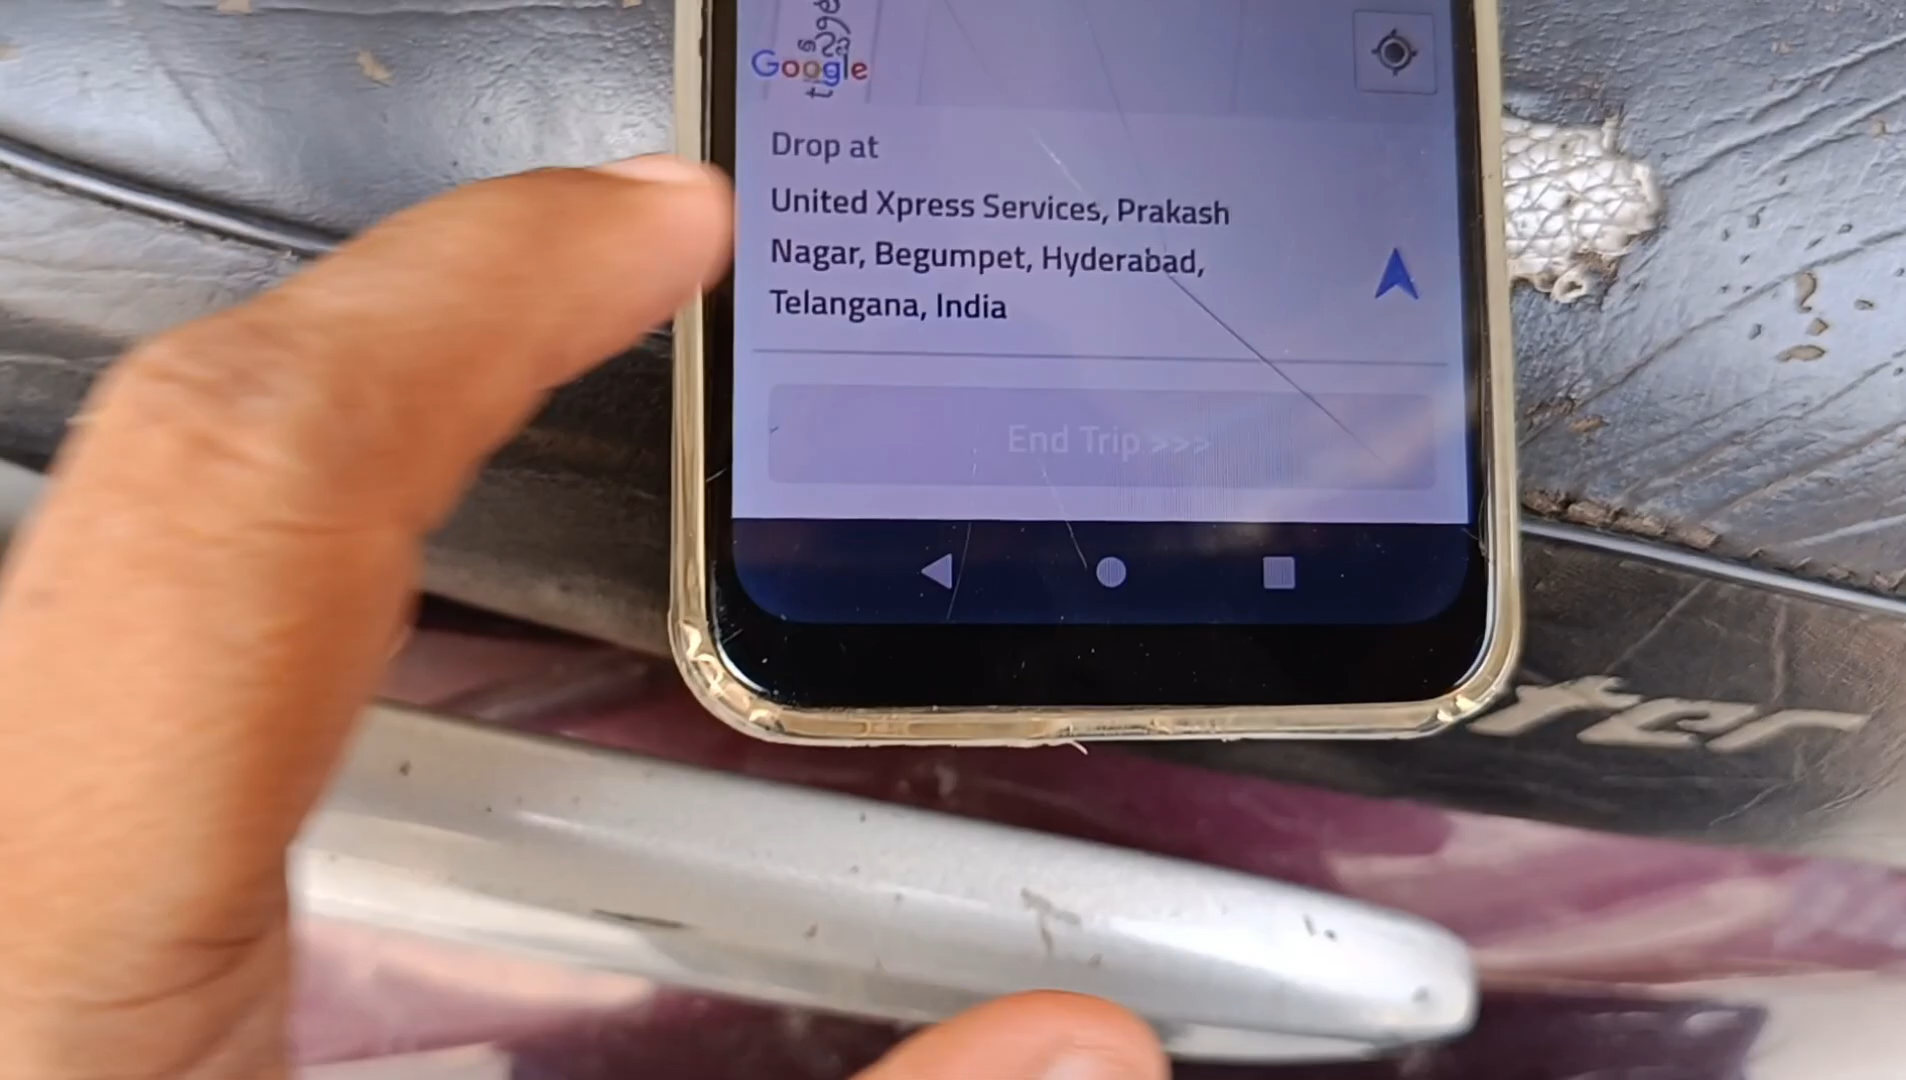 Google
Drop at
United Xpress Services, Prakash
Nagar, Begumpet, Hyderabad,
Telangana, India
End Trip >>>